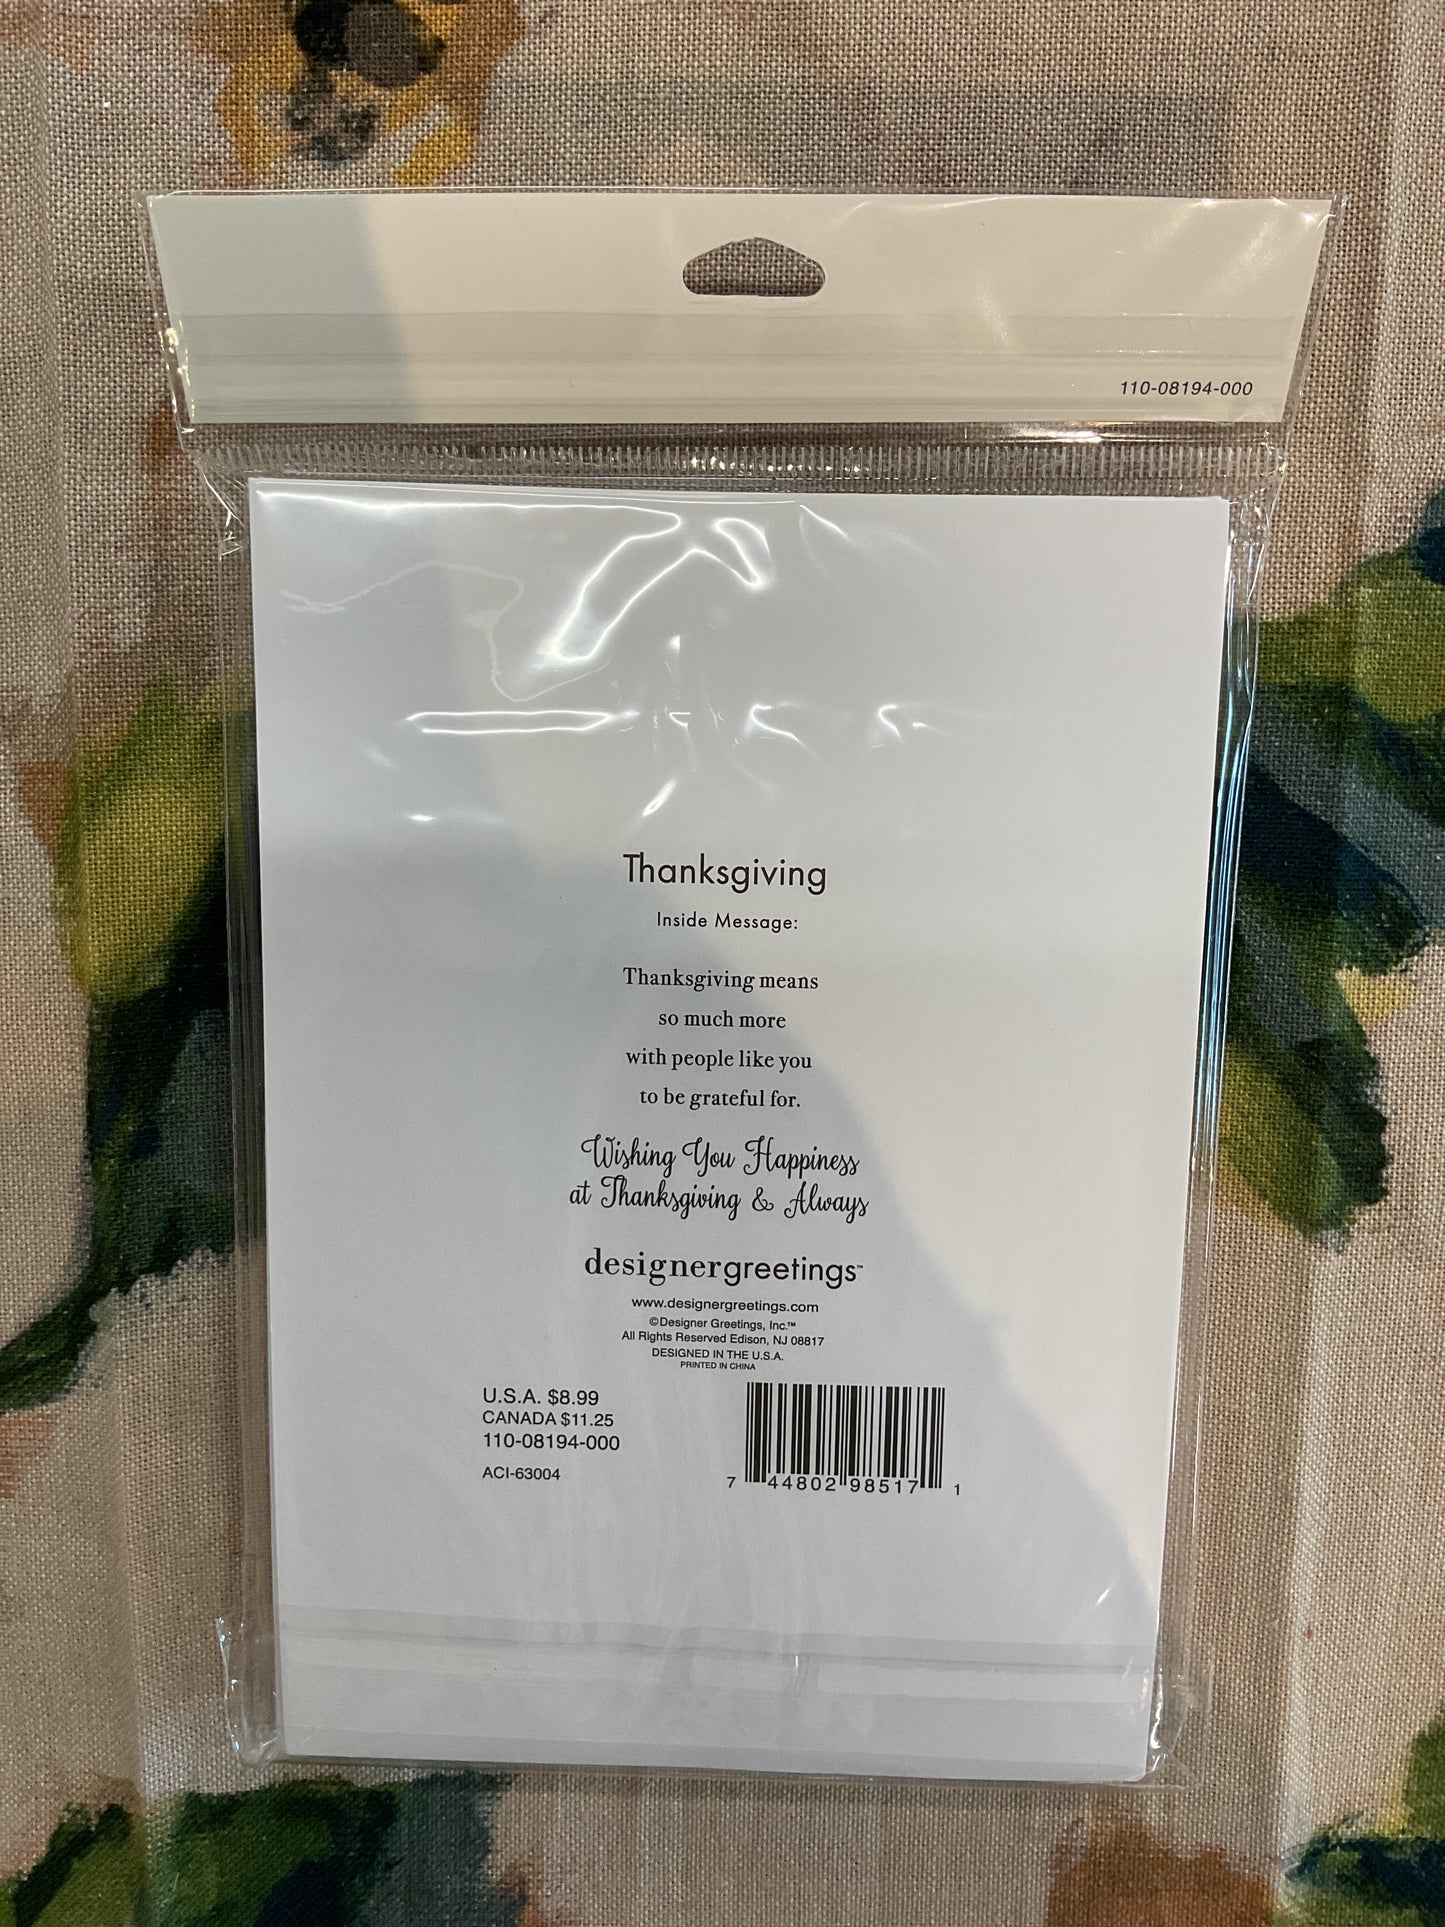 110-08194-000
Thanksgiving
Inside Message:
Thanksgiving means
so much more
with people like you
to be grateful for.
Wishing You Happiness
at Thanksgiving & Always
designergreetings™
www.designergreetings.com
©Designer Greetings, Inc.™
All Rights Reserved Edison, NJ 08817
DESIGNED IN THE U.S.A.
PRINTED IN CHINA
U.S.A. $8.99
CANADA $11.25
110-08194-000
ACI-63004
7 44802 98517 1